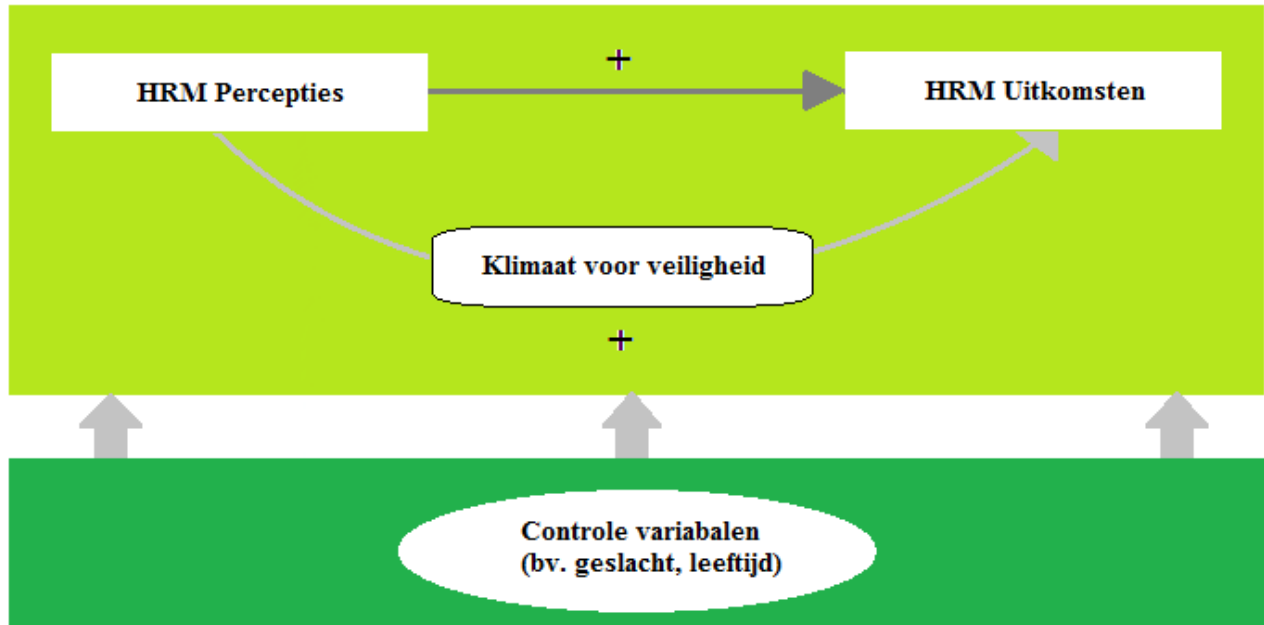 +
HRM Percepties
HRM Uitkomsten
Klimaat voor veiligheid
+
Controle variabalen
(bv. geslacht, leeftijd)